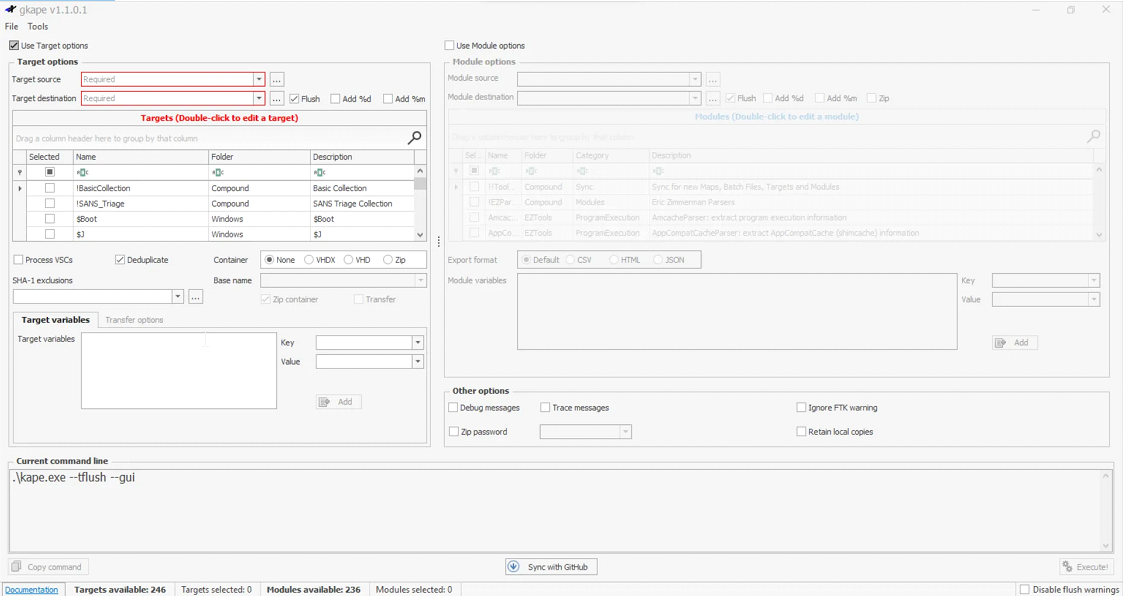 gkape v1.1.0.1
File Tools
Use Target options
Target options
Target source Required ...
Target destination Required ... Flush Add %d Add %m
Targets (Double-click to edit a target)
Drag a column header here to group by that column
Selected Name Folder Description
!BasicCollection Compound Basic Collection
!SANS_Triage Compound SANS Triage Collection
$Boot Windows $Boot
$J Windows $J
Process VSCs Deduplicate Container None VHDX VHD Zip
SHA-1 exclusions Base name
... Zip container Transfer
Target variables Transfer options
Target variables Key
Value
Add
Use Module options
Module options
Module source ...
Module destination ... Flush Add %d Add %m Zip
Modules (Double-click to edit a module)
Drag a column header here to group by that column
Sel... Name Folder Category Description
!!Tool... Compound Sync Sync for new Maps, Batch Files, Targets and Modules
!EZPar... Compound Modules Eric Zimmerman Parsers
Amcac... EZTools ProgramExecution AmcacheParser: extract program execution information
AppCo... EZTools ProgramExecution AppCompatCacheParser: extract AppCompatCache (shimcache) information
Export format Default CSV HTML JSON
Module variables Key
Value
Add
Other options
Debug messages Trace messages Ignore FTK warning
Zip password Retain local copies
Current command line
.\kape.exe --tflush --gui
Copy command Sync with GitHub Execute!
Documentation Targets available: 246 Targets selected: 0 Modules available: 236 Modules selected: 0 Disable flush warnings